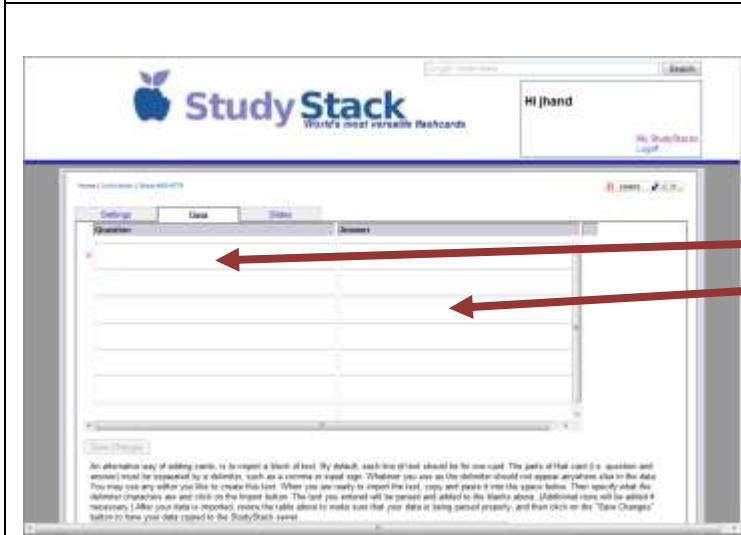 Search
StudyStack
World's most versatile flashcards
Hi jhand
My StudyStacks
Logoff
Settings Data Slides
Question Answer
Save Changes
An alternative way of adding cards, is to import a block of text. By default, each line of text should be for one card. The parts of that card (i.e. question and
answer) must be separated by a delimiter, such as a comma or equal sign. Whatever you use as the delimiter should not appear anywhere else in the data.
You may use any editor you like to create this text. When you are ready to import the text, copy and paste it into the space below. Then specify what the
delimiter characters are and click on the Import button. The text you entered will be parsed and added to the blanks above. (Additional rows will be added if
necessary.) After your data is imported, review the table above to make sure that your data is being parsed properly, and then click on the "Save Changes"
button to have your data copied to the StudyStack server.